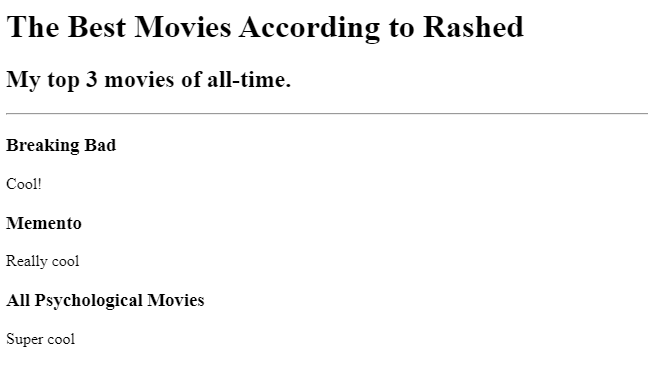 The Best Movies According to Rashed
My top 3 movies of all-time.
Breaking Bad
Cool!
Memento
Really cool
All Psychological Movies
Super cool